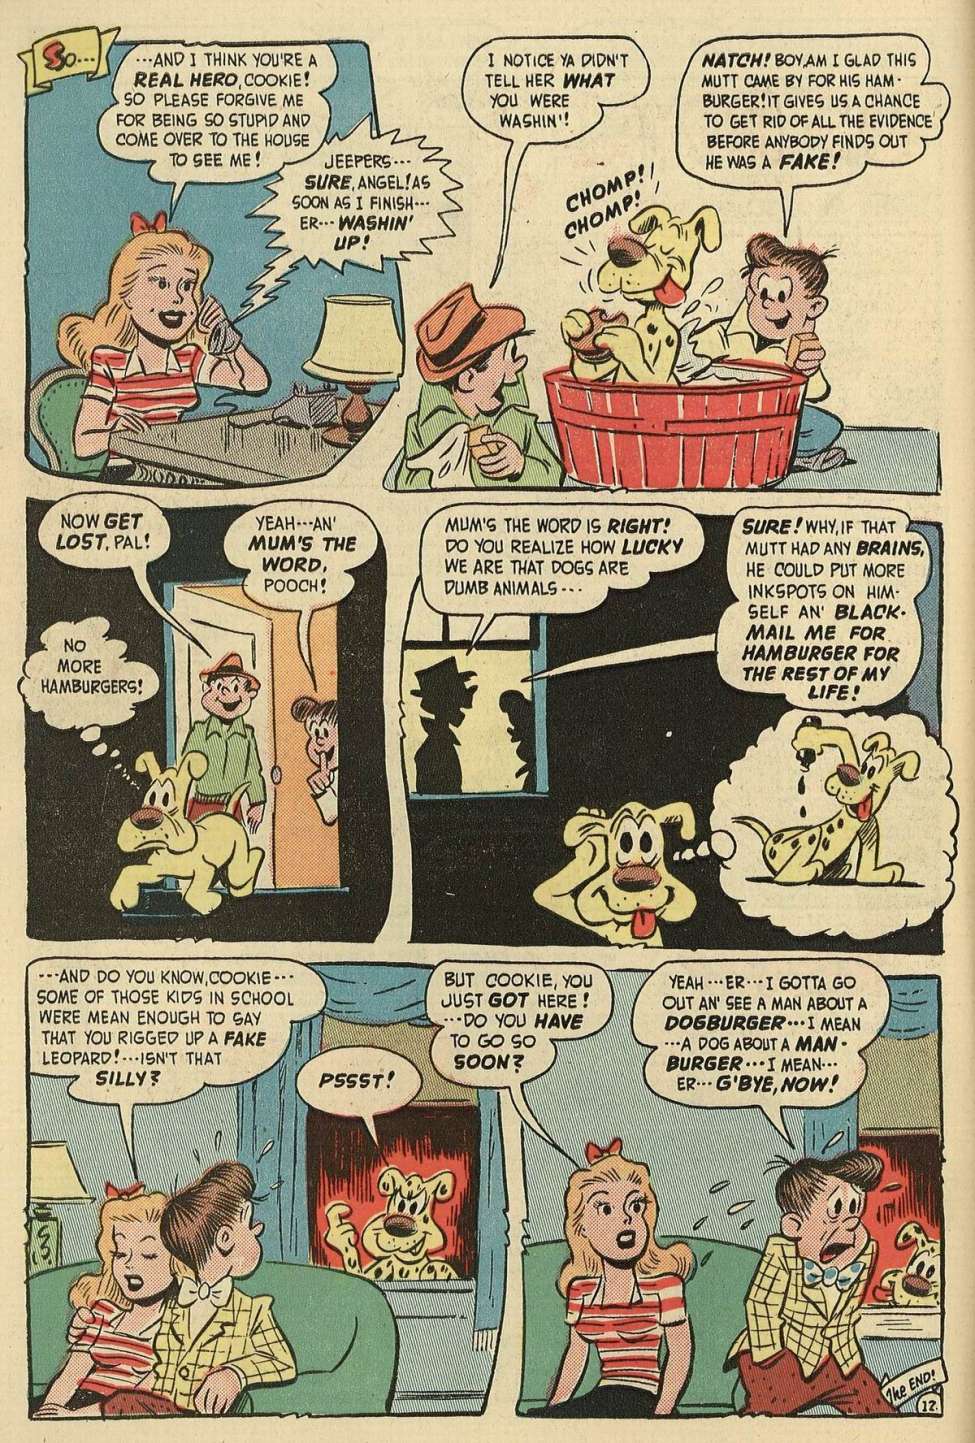 So...
...AND I THINK YOU'RE A
REAL HERO, COOKIE!
SO PLEASE FORGIVE ME
FOR BEING SO STUPID AND
COME OVER TO THE HOUSE
TO SEE ME!
JEEPERS---
SURE, ANGEL! AS
SOON AS I FINISH---
ER--- WASHIN'
UP!
I NOTICE YA DIDN'T
TELL HER WHAT
YOU WERE
WASHIN'!
CHOMP!
CHOMP!
NATCH! BOY, AM I GLAD THIS
MUTT CAME BY FOR HIS HAM-
BURGER! IT GIVES US A CHANCE
TO GET RID OF ALL THE EVIDENCE
BEFORE ANYBODY FINDS OUT
HE WAS A FAKE!
NOW GET
LOST, PAL!
YEAH---AN'
MUM'S THE
WORD,
POOCH!
NO
MORE
HAMBURGERS!
MUM'S THE WORD IS RIGHT!
DO YOU REALIZE HOW LUCKY
WE ARE THAT DOGS ARE
DUMB ANIMALS---
SURE! WHY, IF THAT
MUTT HAD ANY BRAINS,
HE COULD PUT MORE
INKSPOTS ON HIM-
SELF AN' BLACK-
MAIL ME FOR
HAMBURGER FOR
THE REST OF MY
LIFE!
---AND DO YOU KNOW, COOKIE---
SOME OF THOSE KIDS IN SCHOOL
WERE MEAN ENOUGH TO SAY
THAT YOU RIGGED UP A FAKE
LEOPARD!---ISN'T THAT
SILLY?
PSSST!
BUT COOKIE, YOU
JUST GOT HERE!
---DO YOU HAVE
TO GO SO
SOON?
YEAH---ER---I GOTTA GO
OUT AN' SEE A MAN ABOUT A
DOGBURGER---I MEAN
---A DOG ABOUT A MAN-
BURGER---I MEAN---
ER--- G'BYE, NOW!
The END!
12